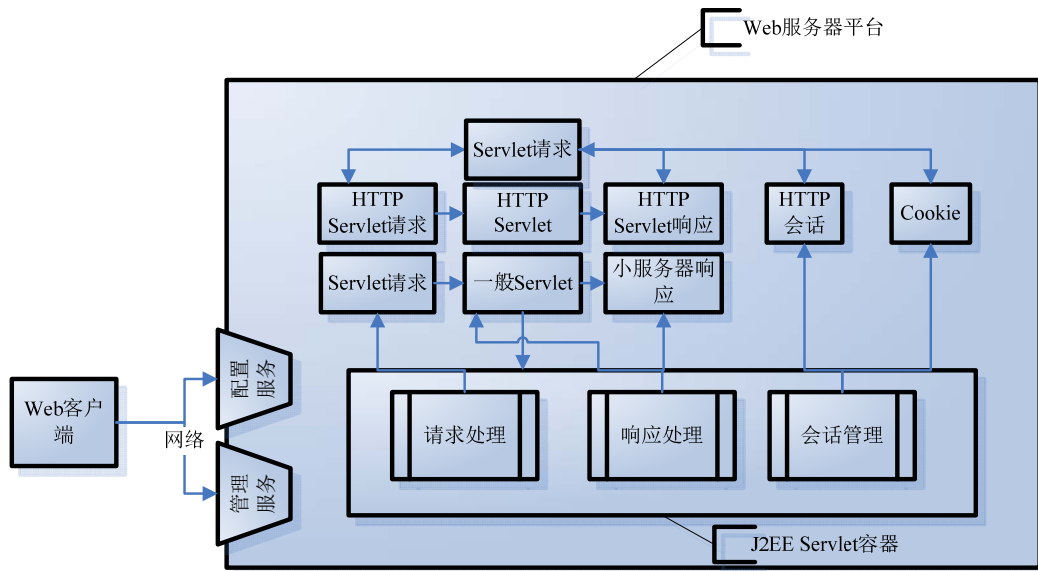 Web服务器平台
Servlet请求
HTTP
Servlet请求
HTTP
Servlet
HTTP
Servlet响应
HTTP
会话
Cookie
Servlet请求
一般Servlet
小服务器响
应
配置
服务
Web客户
端
网络
管理
服务
请求处理
响应处理
会话管理
J2EE Servlet容器